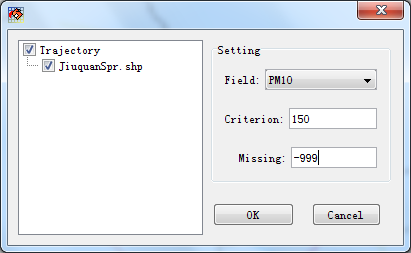 Trajectory
JiuquanSpr.shp
Setting
Field: PM10
Criterion: 150
Missing: -999
OK
Cancel